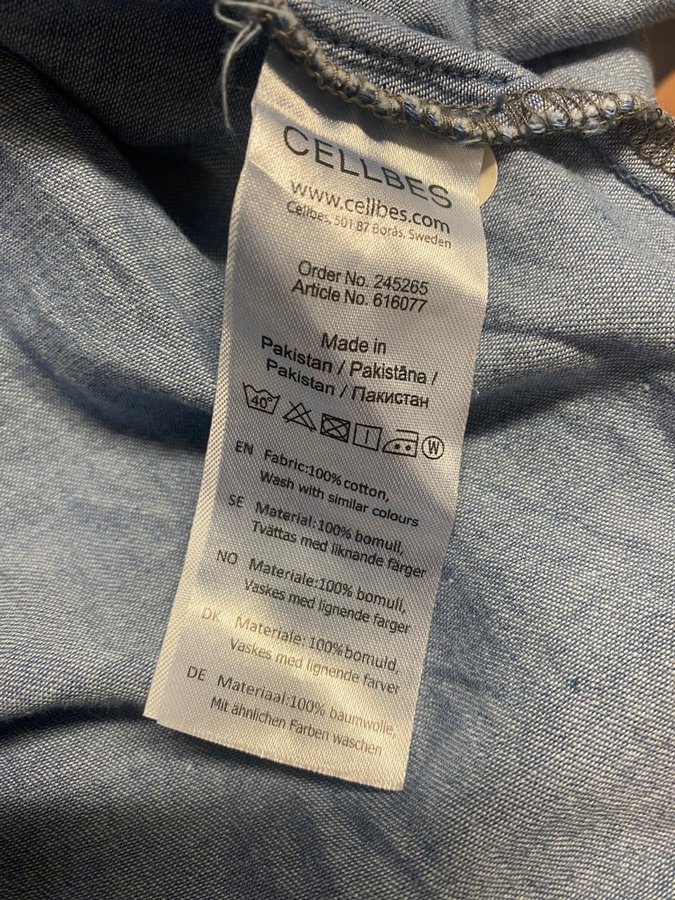 CELLBES
www.cellbes.com
Cellbes, 501 87 Borås, Sweden
Order No. 245265
Article No. 616077
Made in
Pakistan / Pakistāna /
Pakistan / Пакистан
40°
W
EN Fabric:100% cotton,
Wash with similar colours
SE Material:100% bomull,
Tvättas med liknande färger
NO Materiale:100% bomull,
Vaskes med lignende farger
DK Materiale: 100%bomuld,
Vaskes med lignende farver
DE Materiaal:100% baumwolle,
Mit ähnlichen Farben waschen